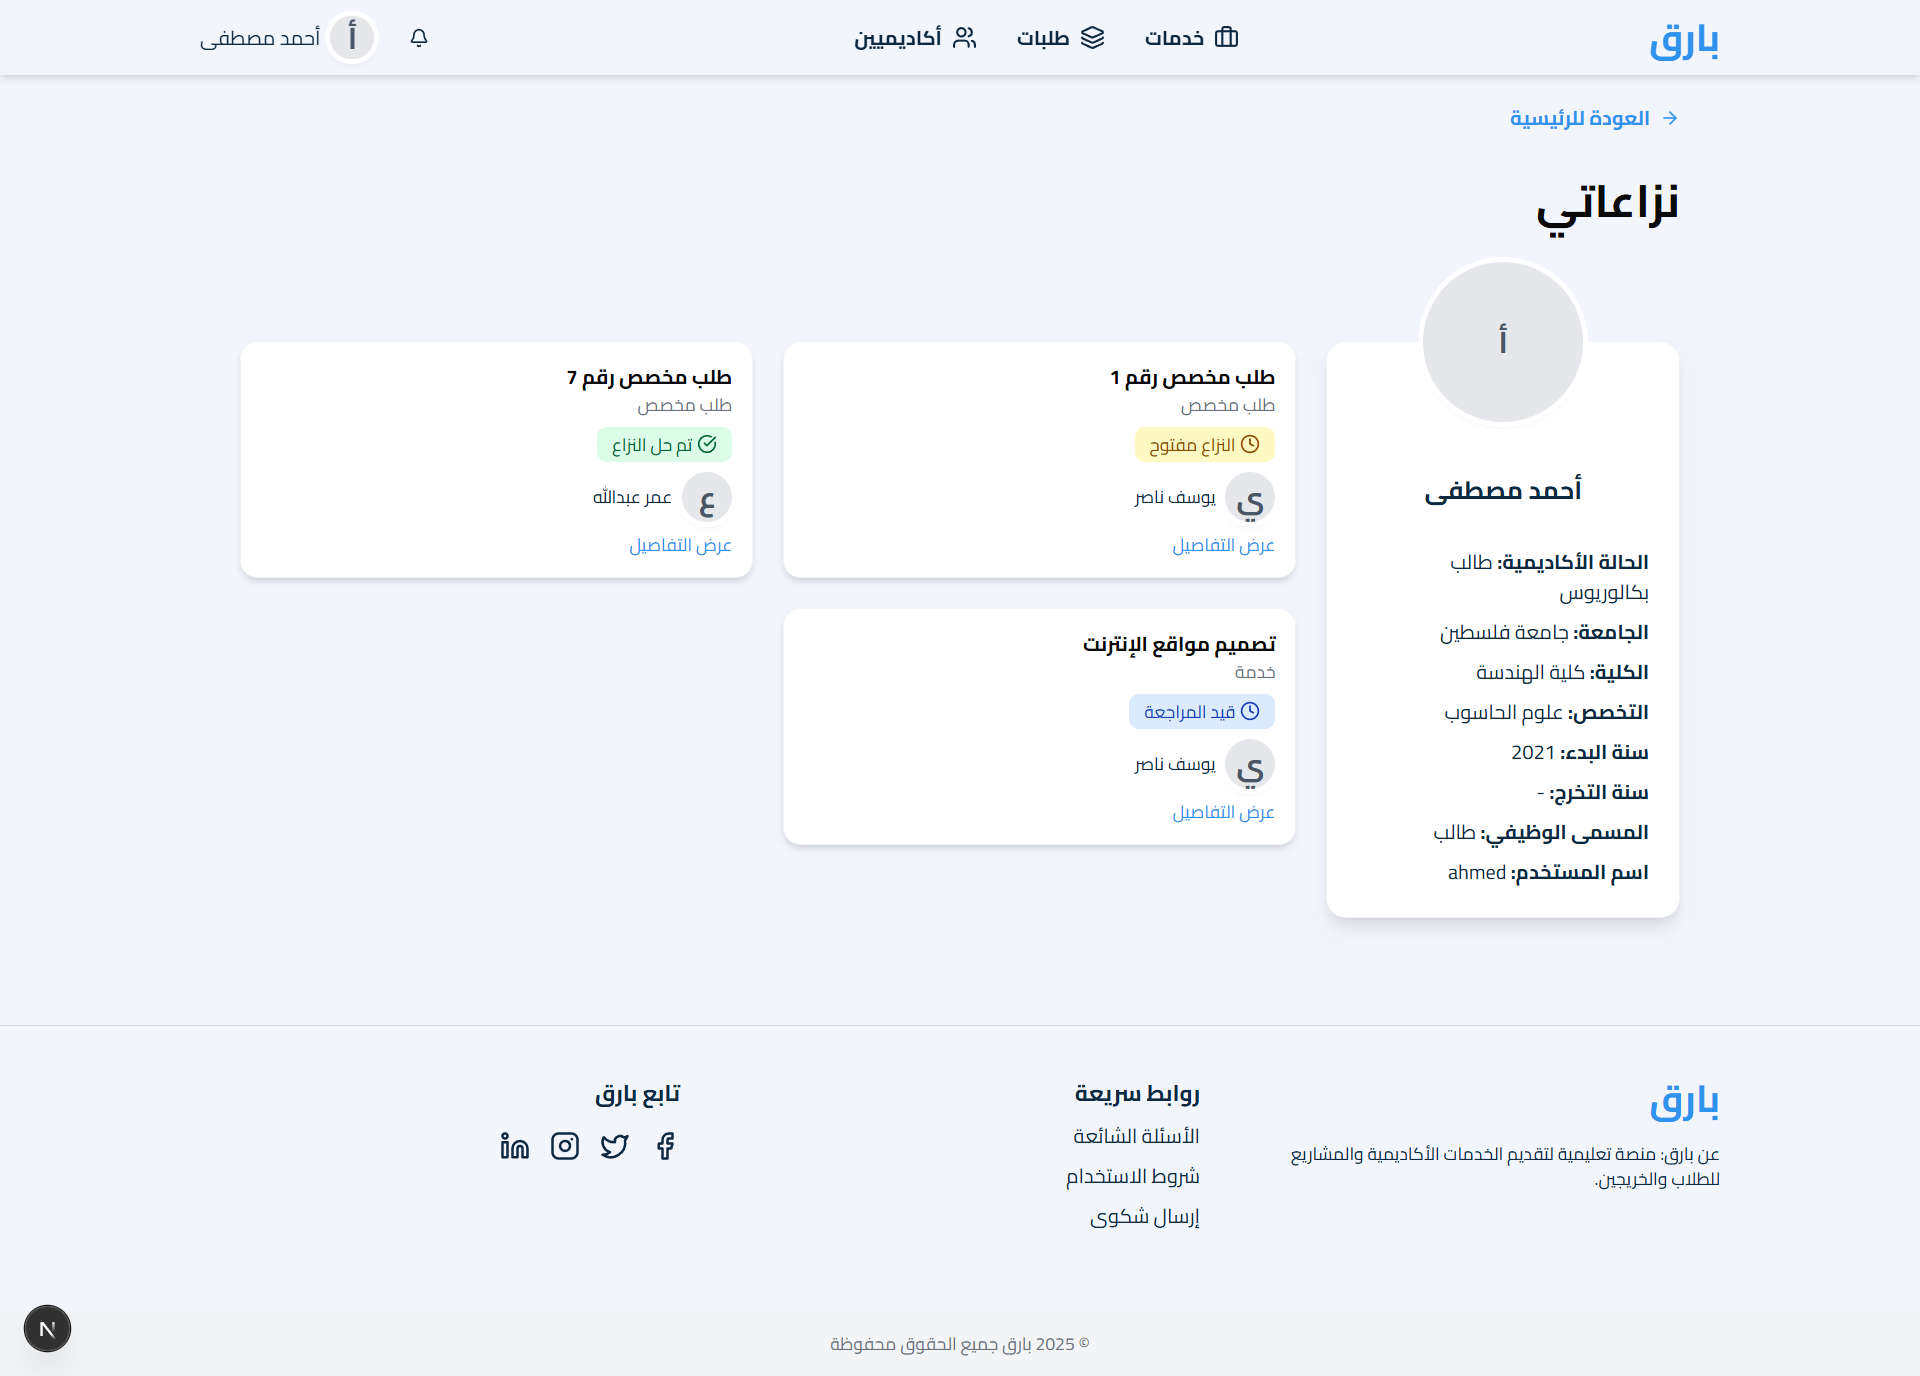 بارق
خدمات
طلبات
أكاديميين
أ
أحمد مصطفى
العودة للرئيسية
نزاعاتي
أ
أحمد مصطفى
الحالة الأكاديمية: طالب
بكالوريوس
الجامعة: جامعة فلسطين
الكلية: كلية الهندسة
التخصص: علوم الحاسوب
سنة البدء: 2021
سنة التخرج: -
المسمى الوظيفي: طالب
اسم المستخدم: ahmed
طلب مخصص رقم 1
طلب مخصص
النزاع مفتوح
ي
يوسف ناصر
عرض التفاصيل
طلب مخصص رقم 7
طلب مخصص
تم حل النزاع
ع
عمر عبدالله
عرض التفاصيل
تصميم مواقع الإنترنت
خدمة
قيد المراجعة
ي
يوسف ناصر
عرض التفاصيل
بارق
عن بارق: منصة تعليمية لتقديم الخدمات الأكاديمية والمشاريع
للطلاب والخريجين.
روابط سريعة
الأسئلة الشائعة
شروط الاستخدام
إرسال شكوى
تابع بارق
N
© 2025 بارق جميع الحقوق محفوظة